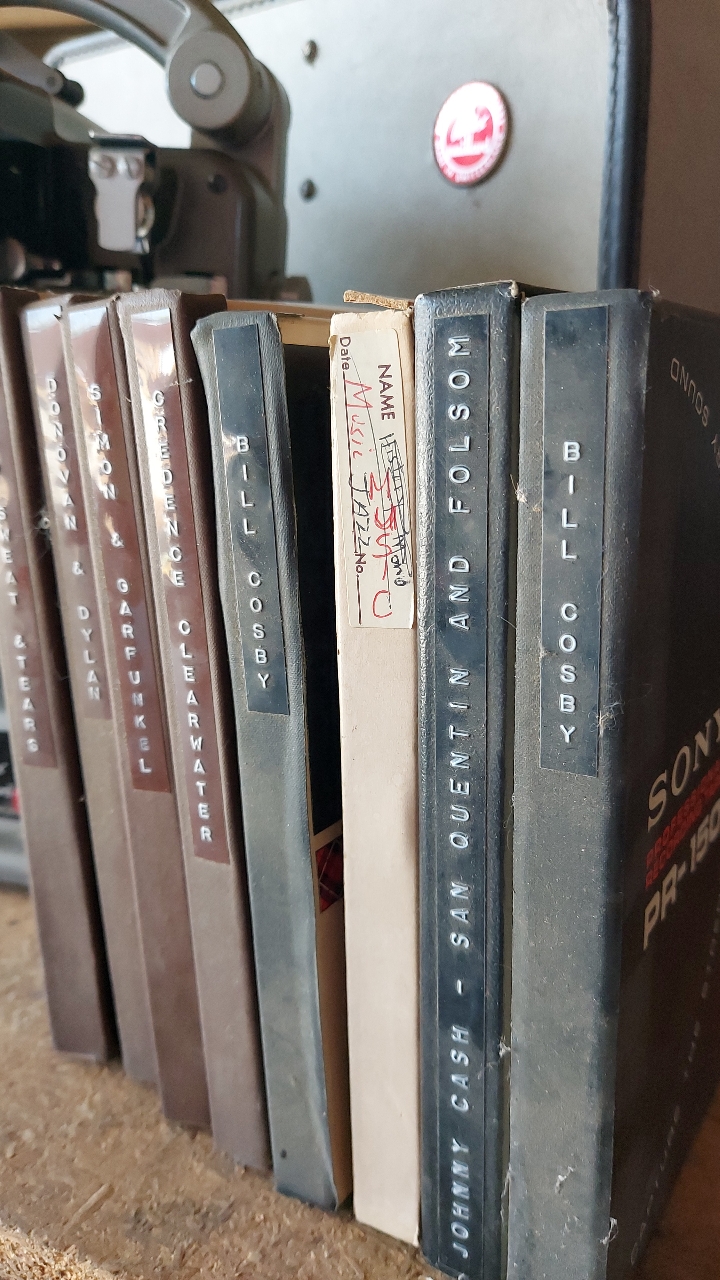 SWEAT & TEARS
DONOVAN & DYLAN
SIMON & GARFUNKEL
CREDENCE CLEARWATER
BILL COSBY
NAME
Date
Music JAZZ No.
JOHNNY CASH - SAN QUENTIN AND FOLSOM
BILL COSBY
SOUND
SONY
PR-150